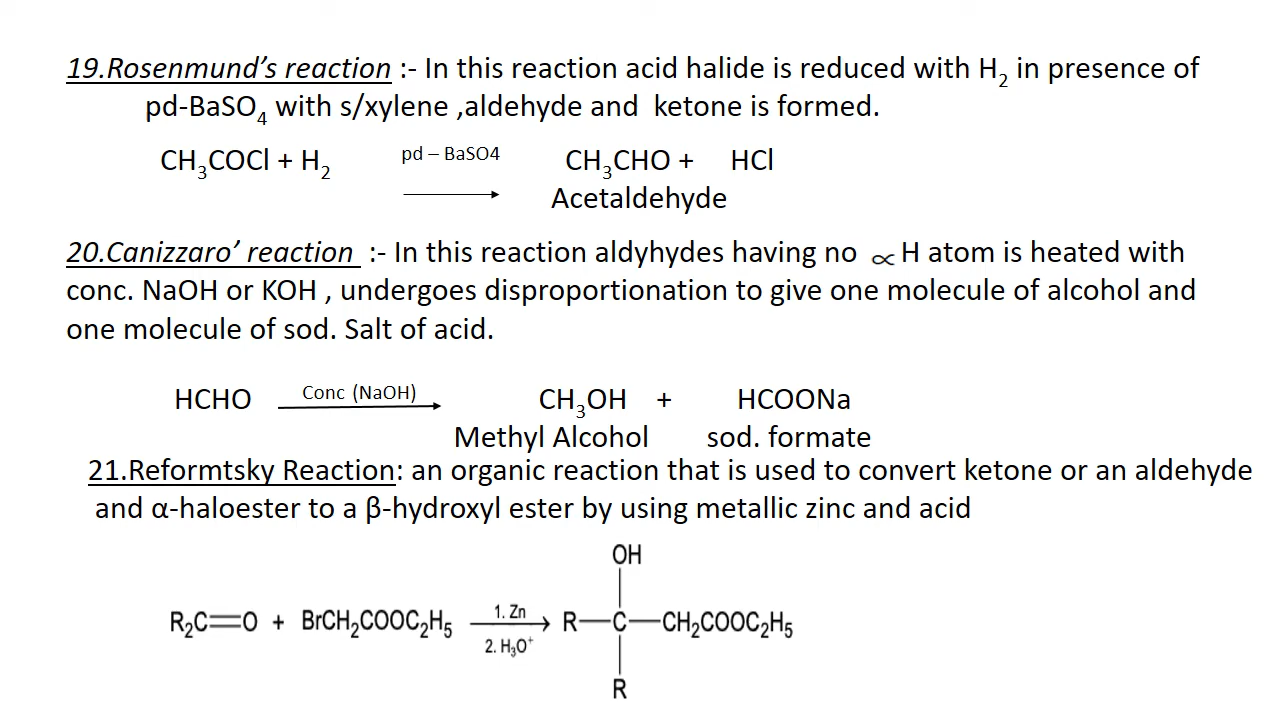 19.Rosenmund's reaction :- In this reaction acid halide is reduced with H₂ in presence of
pd-BaSO₄ with s/xylene ,aldehyde and ketone is formed.
CH₃COCl + H₂ pd – BaSO4 CH₃CHO + HCl
Acetaldehyde
20.Canizzaro' reaction :- In this reaction aldyhydes having no ∝ H atom is heated with
conc. NaOH or KOH , undergoes disproportionation to give one molecule of alcohol and
one molecule of sod. Salt of acid.
HCHO Conc (NaOH) CH₃OH + HCOONa
Methyl Alcohol sod. formate
21.Reformtsky Reaction: an organic reaction that is used to convert ketone or an aldehyde
and α-haloester to a β-hydroxyl ester by using metallic zinc and acid
OH
R₂C=O + BrCH₂COOC₂H₅ 1. Zn R—C—CH₂COOC₂H₅
2. H₃O⁺
R